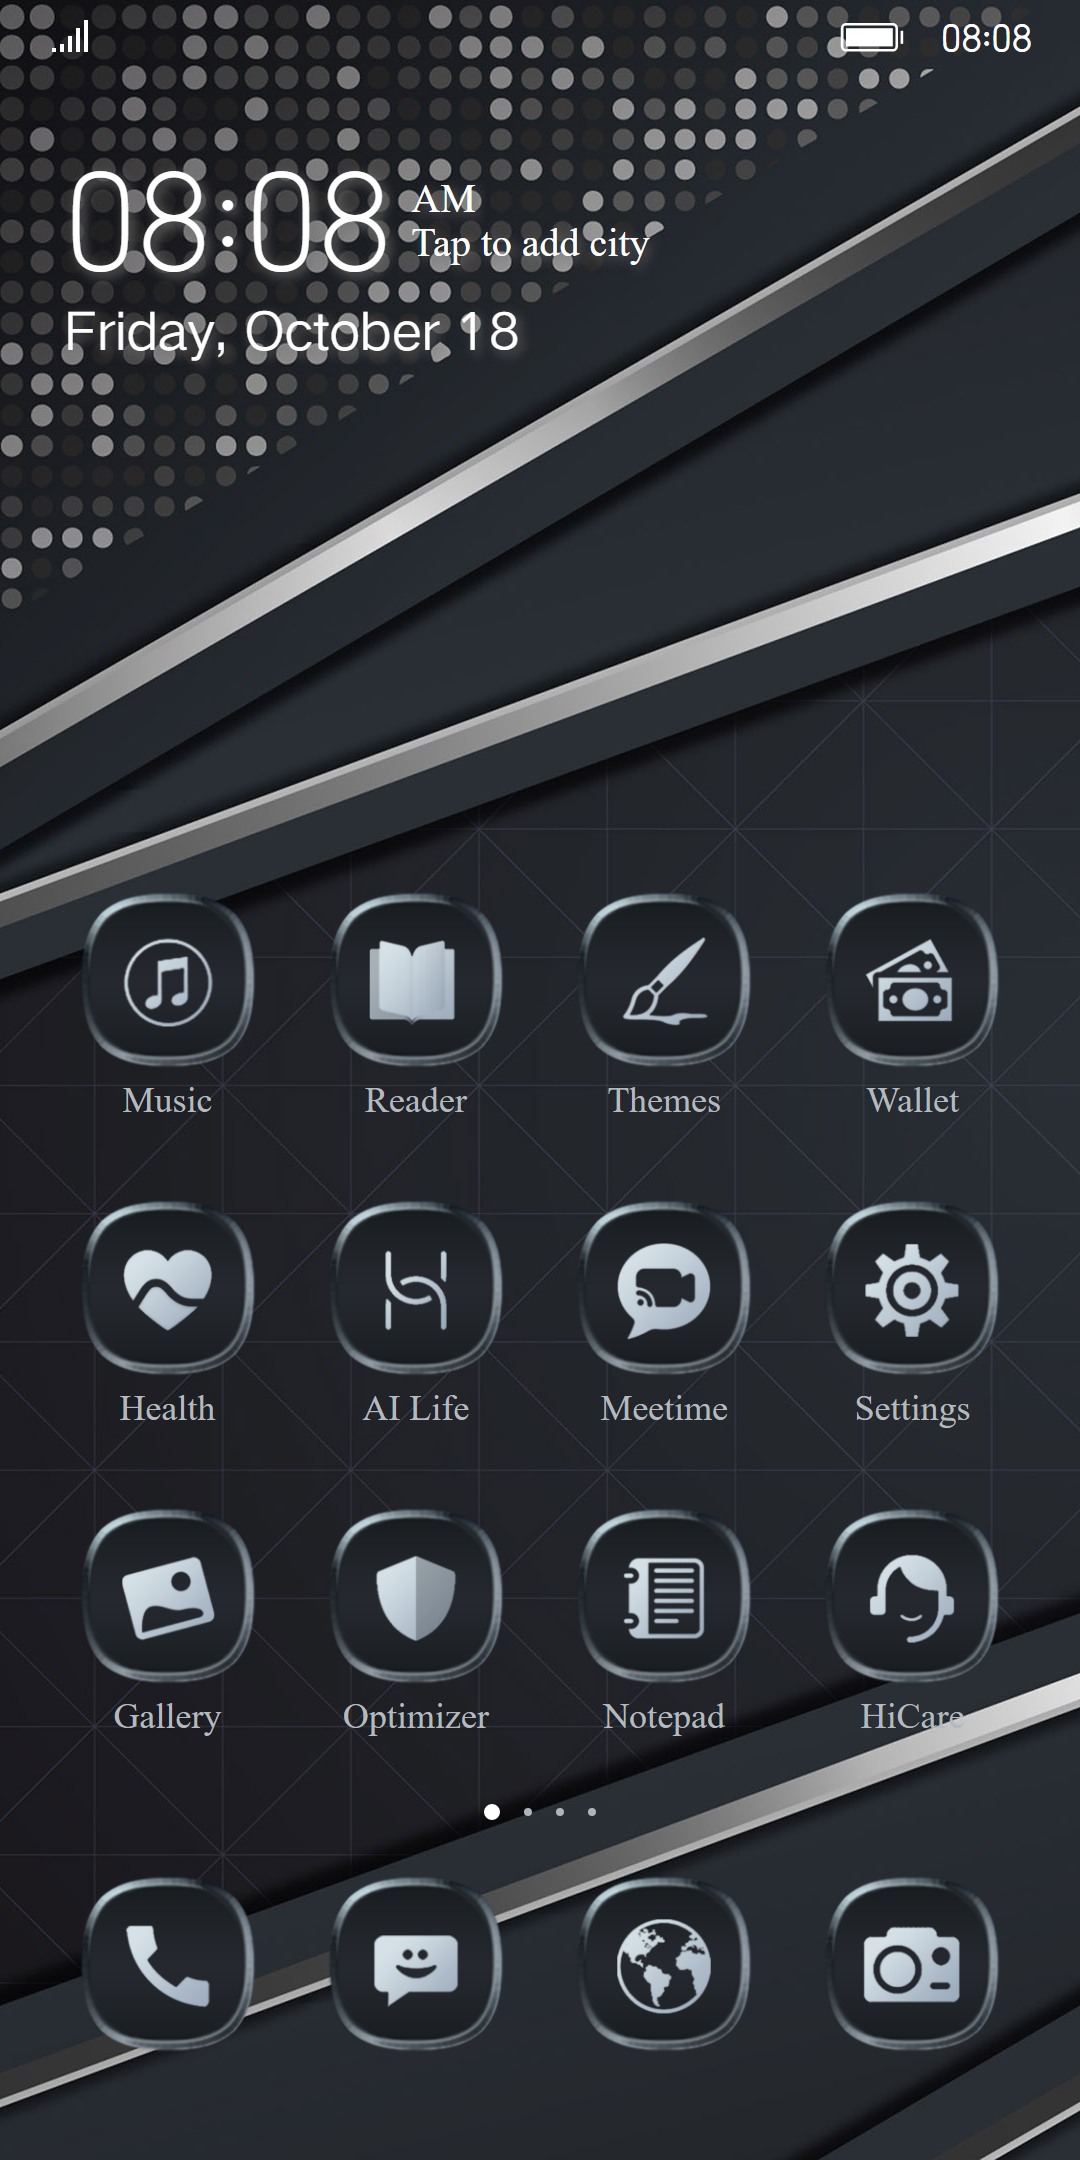 08:08
08:08 AM
Tap to add city
Friday, October 18
Music Reader Themes Wallet
Health AI Life Meetime Settings
Gallery Optimizer Notepad HiCare